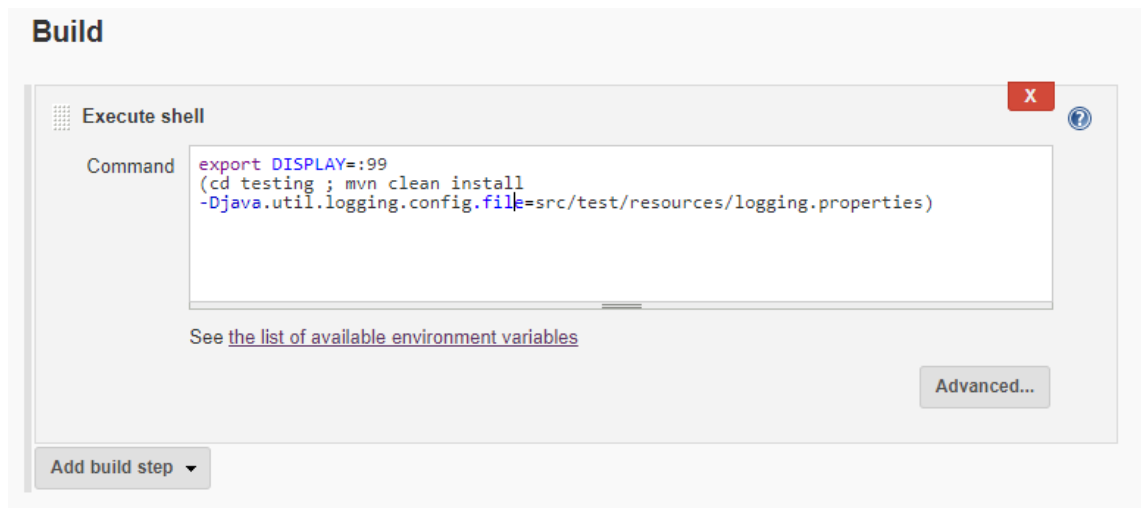 Build
X
Execute shell
?
Command
export DISPLAY=:99
(cd testing ; mvn clean install
-Djava.util.logging.config.file=src/test/resources/logging.properties)
See the list of available environment variables
Advanced...
Add build step